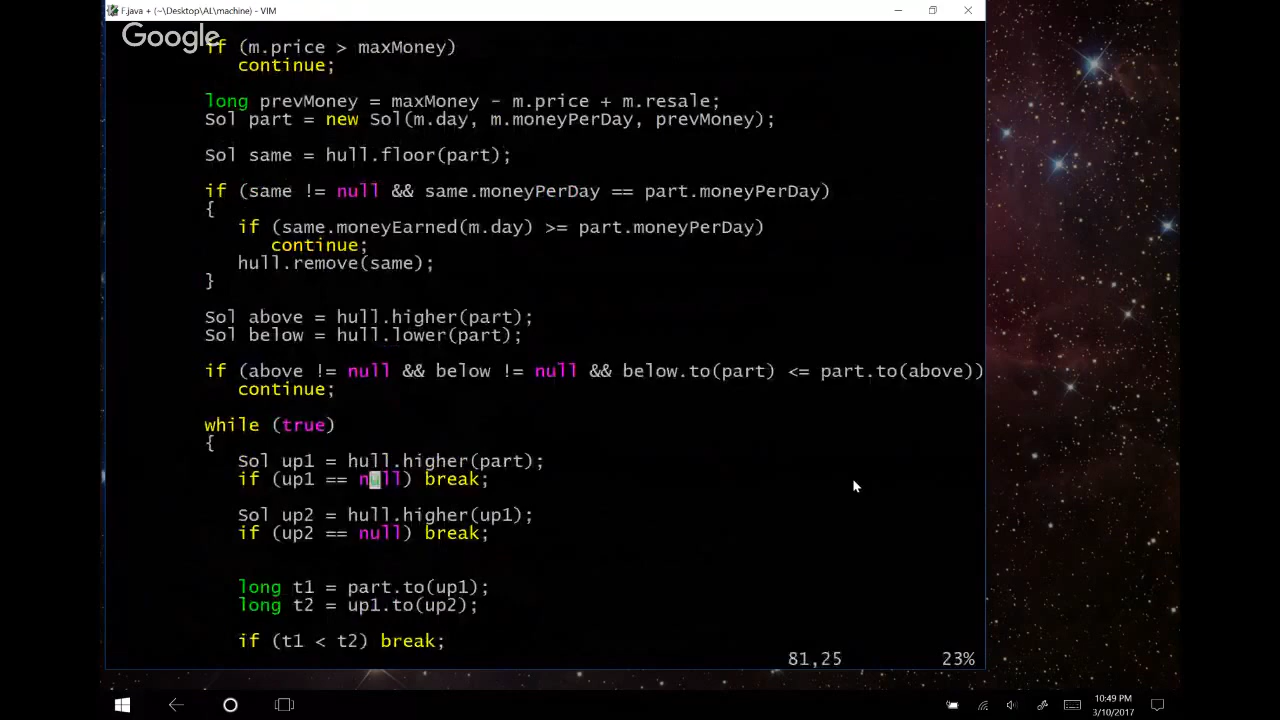 F.java + (~\Desktop\AL\machine) - VIM
Google
if (m.price > maxMoney)
continue;
long prevMoney = maxMoney - m.price + m.resale;
Sol part = new Sol(m.day, m.moneyPerDay, prevMoney);
Sol same = hull.floor(part);
if (same != null && same.moneyPerDay == part.moneyPerDay)
{
if (same.moneyEarned(m.day) >= part.moneyPerDay)
continue;
hull.remove(same);
}
Sol above = hull.higher(part);
Sol below = hull.lower(part);
if (above != null && below != null && below.to(part) <= part.to(above))
continue;
while (true)
{
Sol up1 = hull.higher(part);
if (up1 == null) break;
Sol up2 = hull.higher(up1);
if (up2 == null) break;
long t1 = part.to(up1);
long t2 = up1.to(up2);
if (t1 < t2) break;
81,25 23%
10:49 PM
3/10/2017